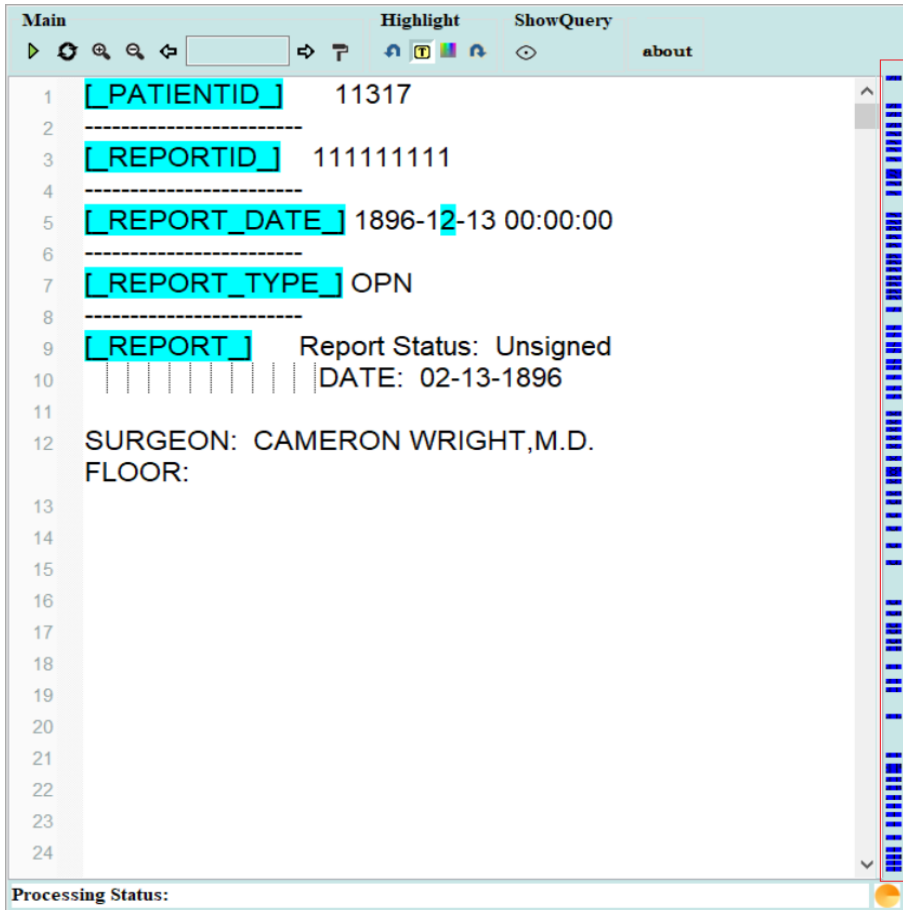 Main Highlight ShowQuery
T about
1 [_PATIENTID_] 11317
2 ------------------------
3 [_REPORTID_] 111111111
4 ------------------------
5 [_REPORT_DATE_] 1896-12-13 00:00:00
6 ------------------------
7 [_REPORT_TYPE_] OPN
8 ------------------------
9 [_REPORT_] Report Status: Unsigned
10 DATE: 02-13-1896
11
12 SURGEON: CAMERON WRIGHT,M.D.
FLOOR:
13
14
15
16
17
18
19
20
21
22
23
24
Processing Status: